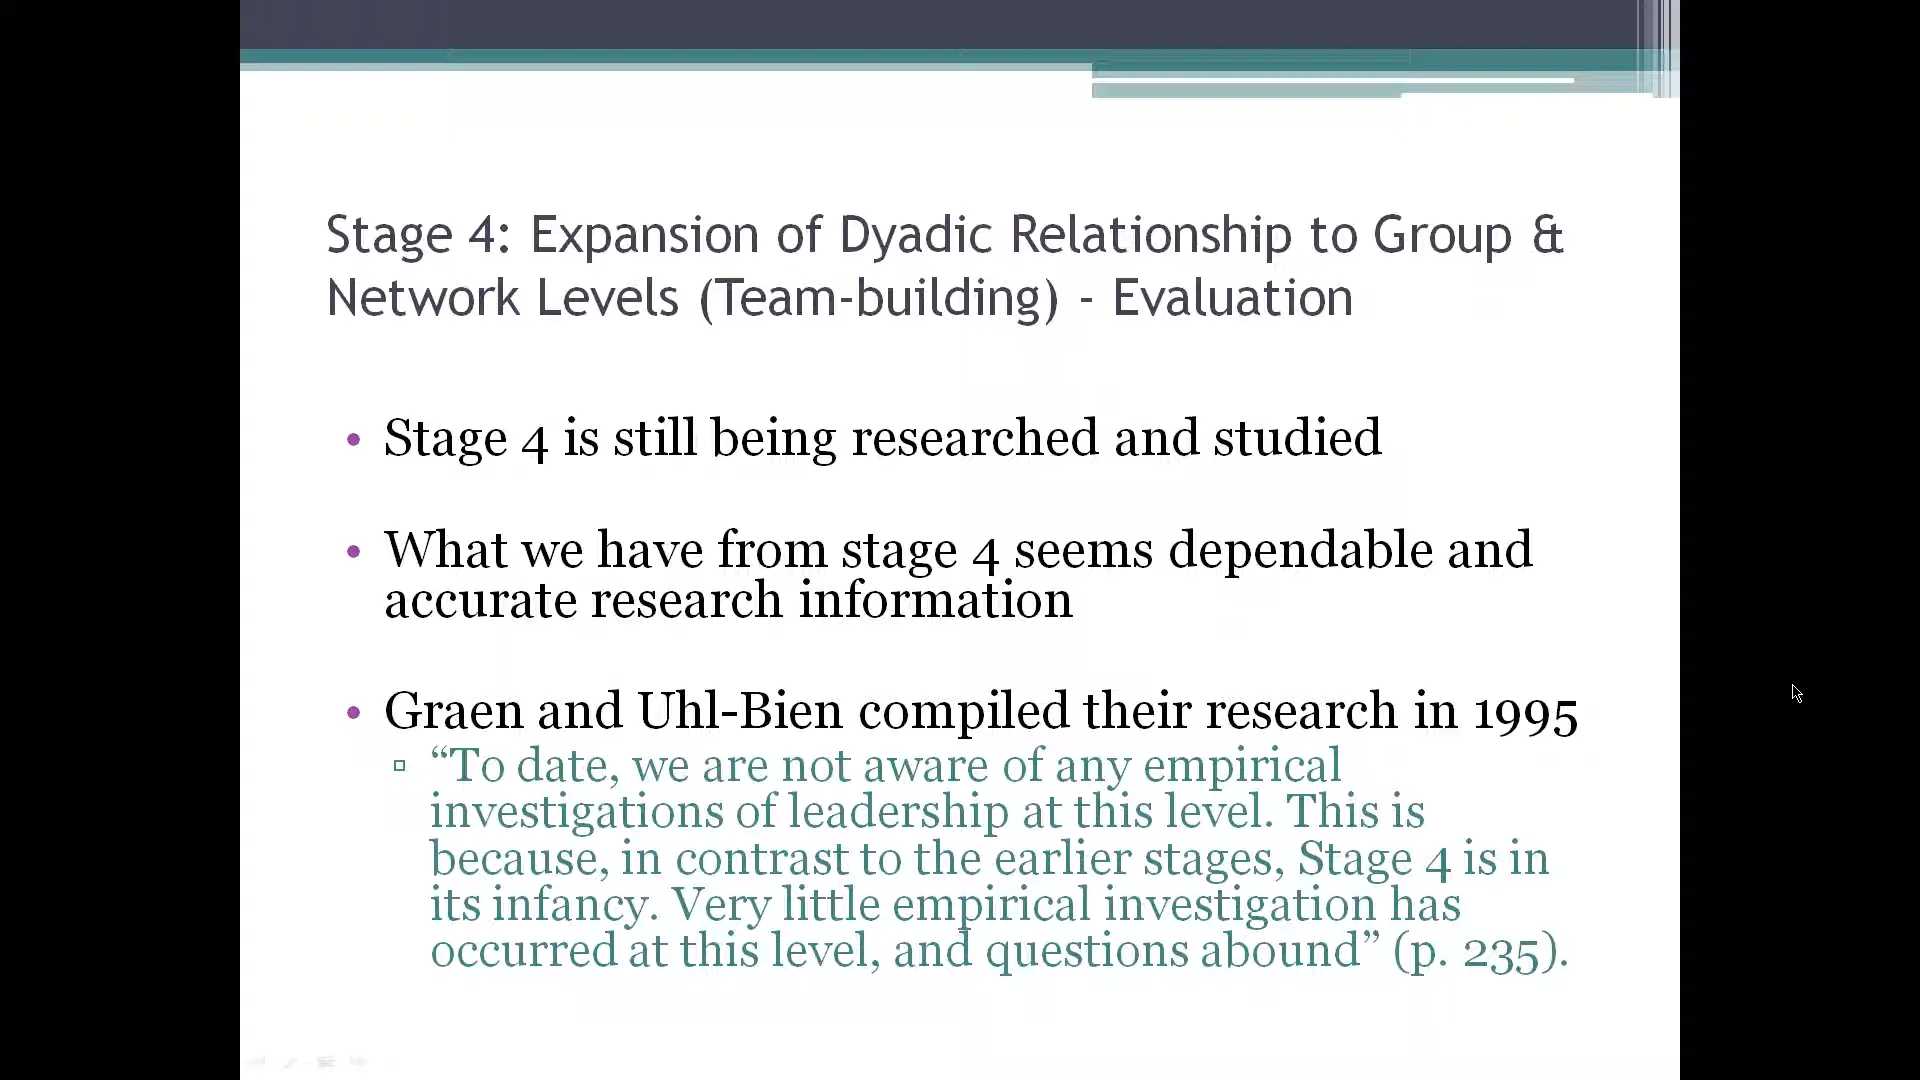 Stage 4: Expansion of Dyadic Relationship to Group &
Network Levels (Team-building) - Evaluation
• Stage 4 is still being researched and studied
• What we have from stage 4 seems dependable and
accurate research information
• Graen and Uhl-Bien compiled their research in 1995
▫ “To date, we are not aware of any empirical
investigations of leadership at this level. This is
because, in contrast to the earlier stages, Stage 4 is in
its infancy. Very little empirical investigation has
occurred at this level, and questions abound” (p. 235).